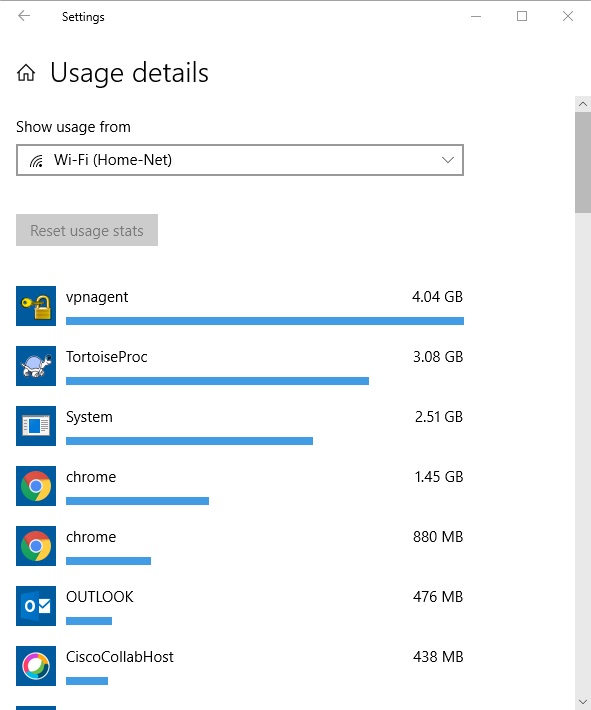 Settings
Usage details
Show usage from
Wi-Fi (Home-Net)
Reset usage stats
vpnagent 4.04 GB
TortoiseProc 3.08 GB
System 2.51 GB
chrome 1.45 GB
chrome 880 MB
OUTLOOK 476 MB
CiscoCollabHost 438 MB